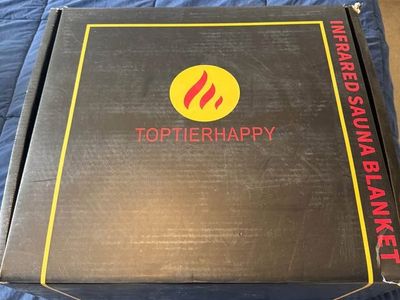 TOPTIERHAPPY
INFRARED SAUNA BLANKET